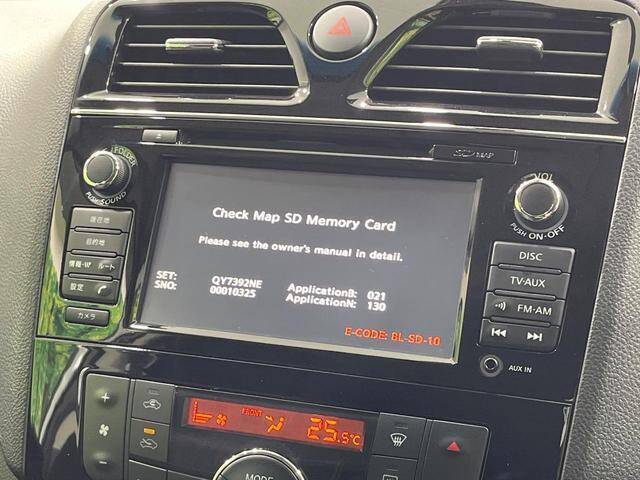 FOLDER
PUSH SOUND
SD MAP
VOL
PUSH ON·OFF
現在地
目的地
情報・VP ルート
設定
カメラ
Check Map SD Memory Card
Please see the owner's manual in detail.
SET: QY7392NE ApplicationB: 021
SNO: 00010325 ApplicationN: 130
E-CODE: BL-SD-10
DISC
TV·AUX
FM·AM
AUX IN
FRONT
25.5°C
MODE